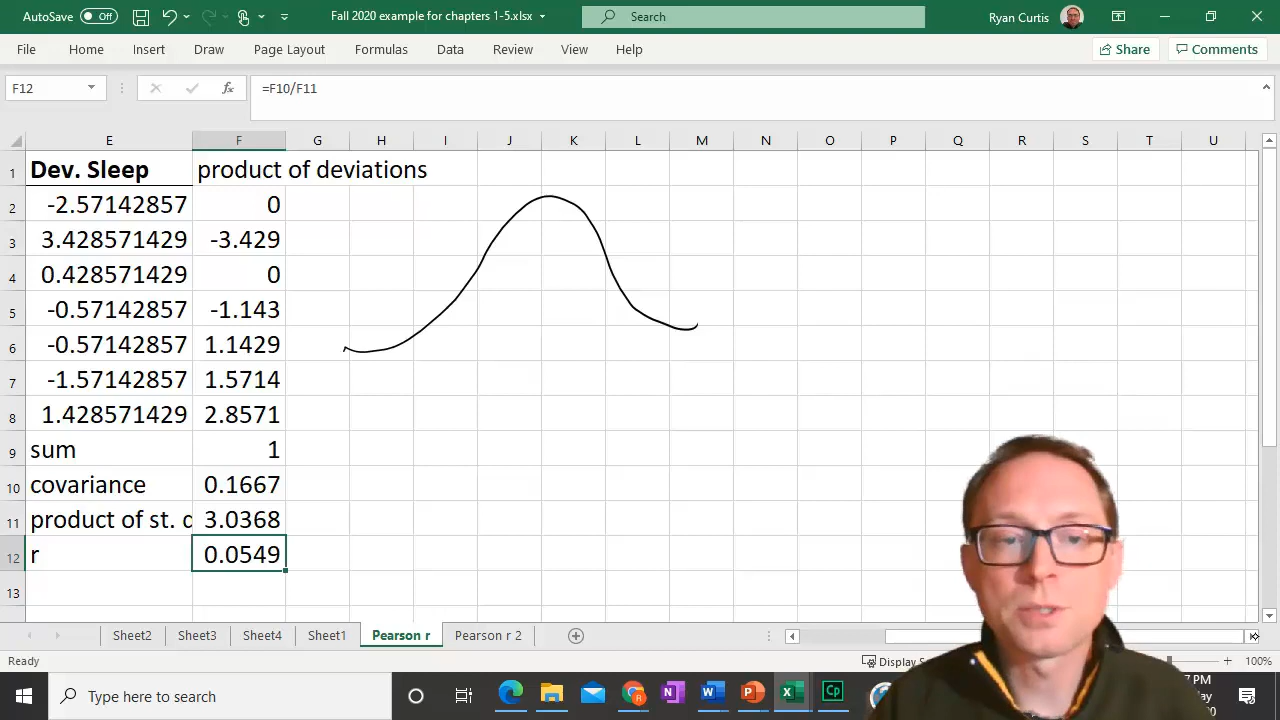 AutoSave Off Fall 2020 example for chapters 1-5.xlsx Search Ryan Curtis
File Home Insert Draw Page Layout Formulas Data Review View Help Share Comments
F12 fx =F10/F11
E F G H I J K L M N O P Q R S T U
1 Dev. Sleep product of deviations
2 -2.57142857 0
3 3.428571429 -3.429
4 0.428571429 0
5 -0.57142857 -1.143
6 -0.57142857 1.1429
7 -1.57142857 1.5714
8 1.428571429 2.8571
9 sum 1
10 covariance 0.1667
11 product of st. d 3.0368
12 r 0.0549
13
Sheet2 Sheet3 Sheet4 Sheet1 Pearson r Pearson r 2
Ready Display S 100%
Type here to search 7 PM